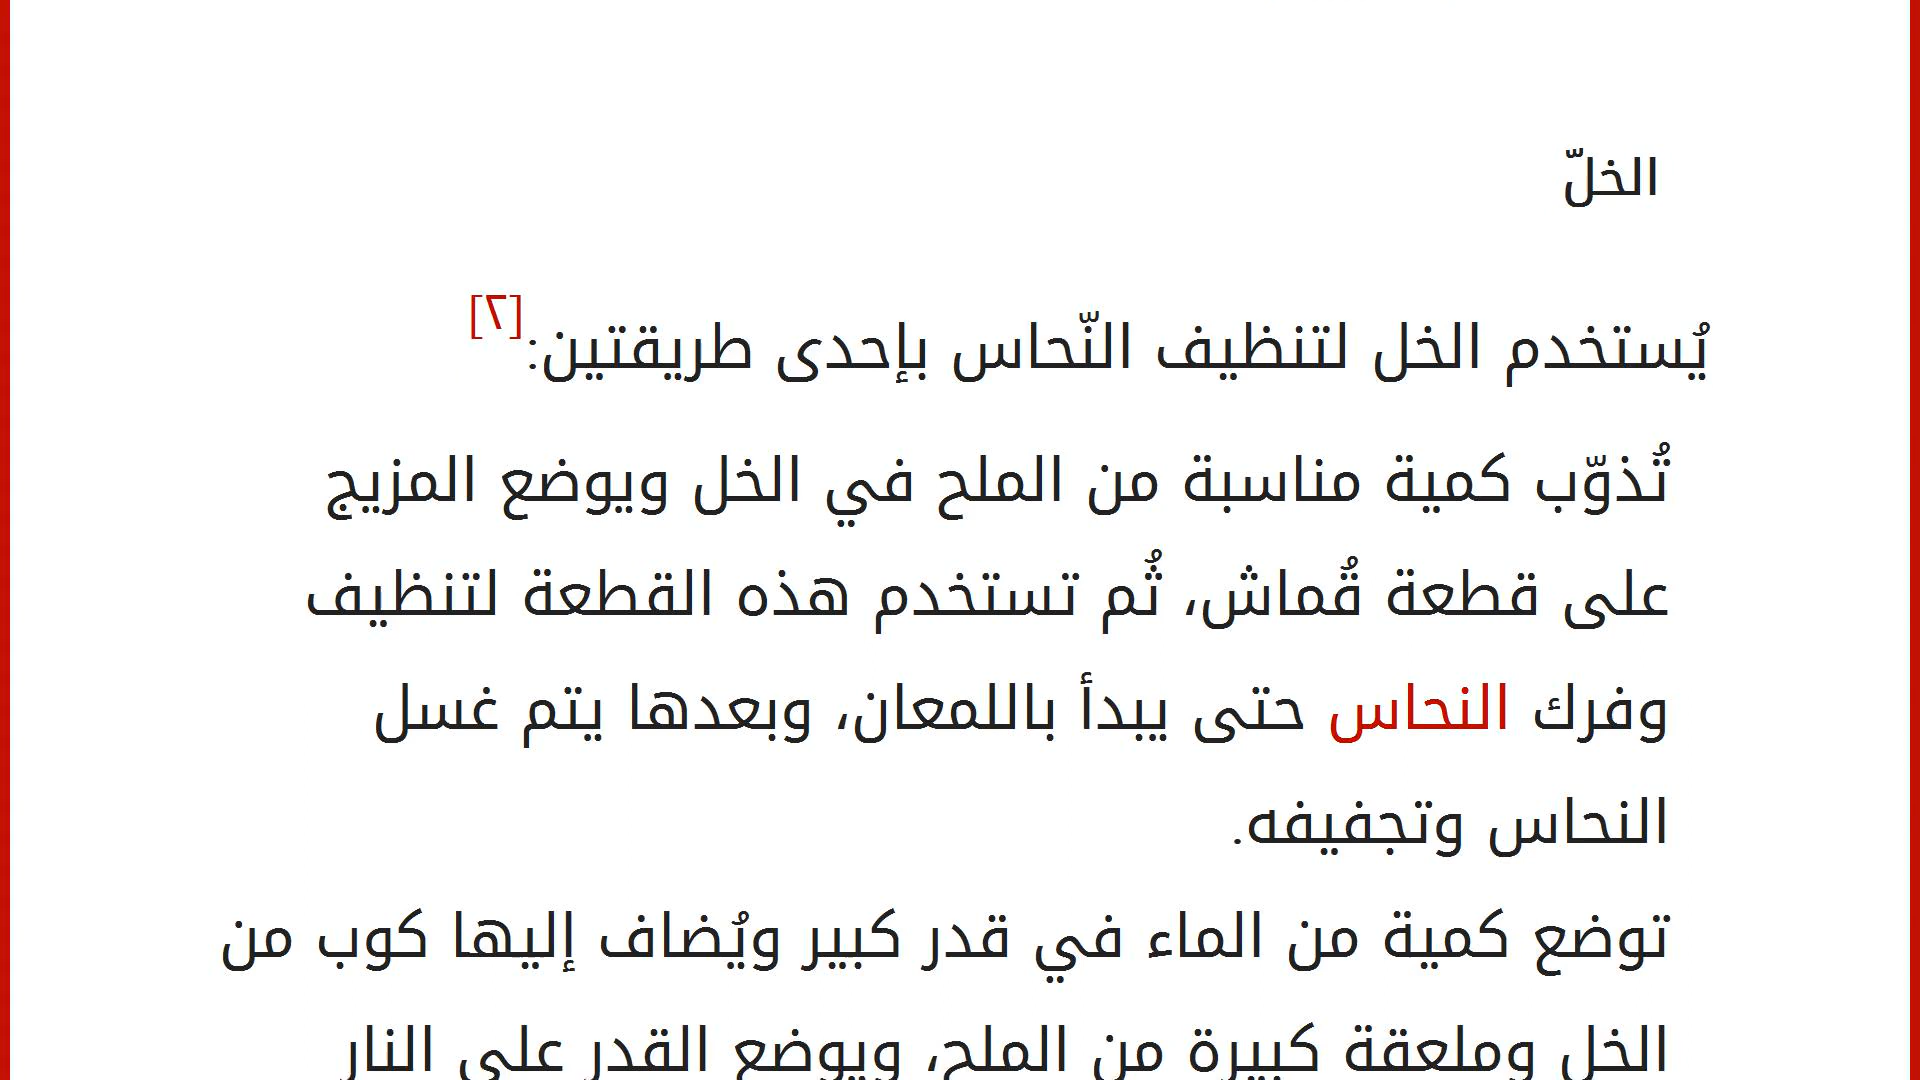 الخلّ
يُستخدم الخل لتنظيف النّحاس بإحدى طريقتين:[٢]
تُذوّب كمية مناسبة من الملح في الخل ويوضع المزيج
على قطعة قُماش، ثُم تستخدم هذه القطعة لتنظيف
وفرك النحاس حتى يبدأ باللمعان، وبعدها يتم غسل
النحاس وتجفيفه.
توضع كمية من الماء في قدر كبير ويُضاف إليها كوب من
الخل وملعقة كبيرة من الملح، ويوضع القدر على النار